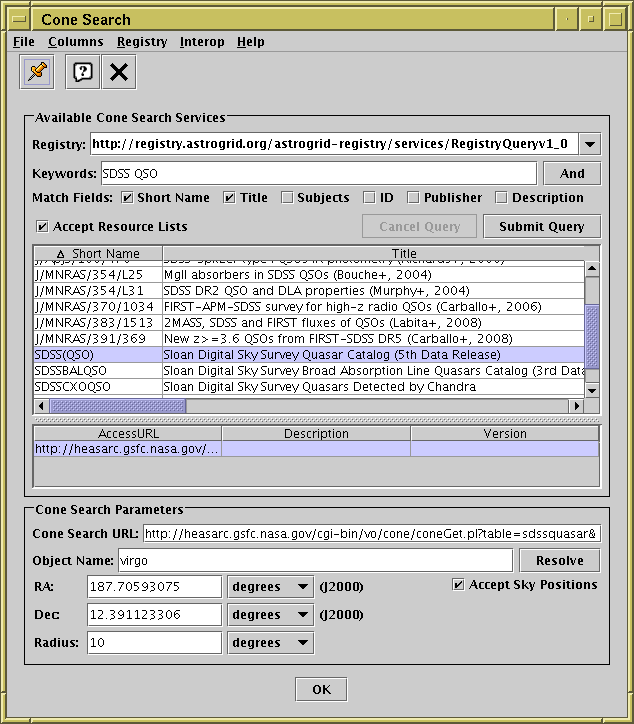 Cone Search
File Columns Registry Interop Help
Available Cone Search Services
Registry: http://registry.astrogrid.org/astrogrid-registry/services/RegistryQueryv1_0
Keywords: SDSS QSO And
Match Fields: Short Name Title Subjects ID Publisher Description
Accept Resource Lists Cancel Query Submit Query
Δ Short Name Title
J/MNRAS/354/L25 MgII absorbers in SDSS QSOs (Bouche+, 2004)
J/MNRAS/354/L31 SDSS DR2 QSO and DLA properties (Murphy+, 2004)
J/MNRAS/370/1034 FIRST-APM-SDSS survey for high-z radio QSOs (Carballo+, 2006)
J/MNRAS/383/1513 2MASS, SDSS and FIRST fluxes of QSOs (Labita+, 2008)
J/MNRAS/391/369 New z>=3.6 QSOs from FIRST-SDSS DR5 (Carballo+, 2008)
SDSS(QSO) Sloan Digital Sky Survey Quasar Catalog (5th Data Release)
SDSSBALQSO Sloan Digital Sky Survey Broad Absorption Line Quasars Catalog (3rd Data
SDSSCXOQSO Sloan Digital Sky Survey Quasars Detected by Chandra
AccessURL Description Version
http://heasarc.gsfc.nasa.gov/...
Cone Search Parameters
Cone Search URL: http://heasarc.gsfc.nasa.gov/cgi-bin/vo/cone/coneGet.pl?table=sdssquasar&
Object Name: virgo Resolve
RA: 187.70593075 degrees (J2000) Accept Sky Positions
Dec: 12.391123306 degrees (J2000)
Radius: 10 degrees
OK